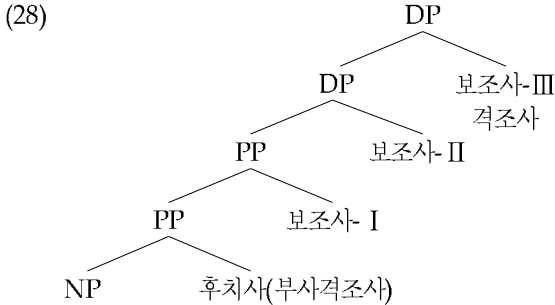 (28) DP
DP 보조사-Ⅲ
격조사
PP 보조사-Ⅱ
PP 보조사-Ⅰ
NP 후치사(부사격조사)